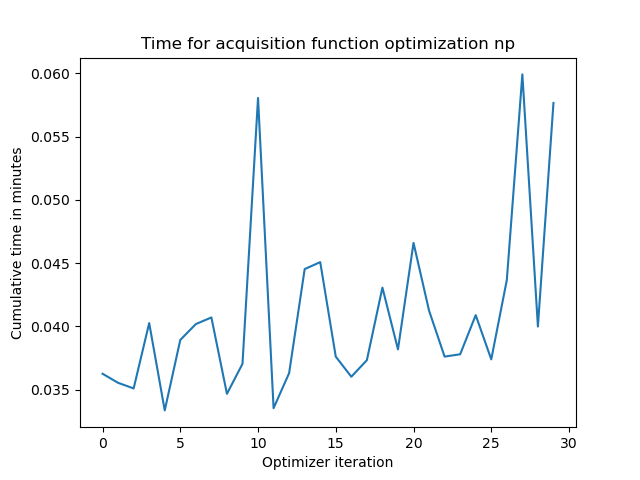 Time for acquisition function optimization np
0.060
0.055
0.050
0.045
0.040
0.035
Cumulative time in minutes
0 5 10 15 20 25 30
Optimizer iteration